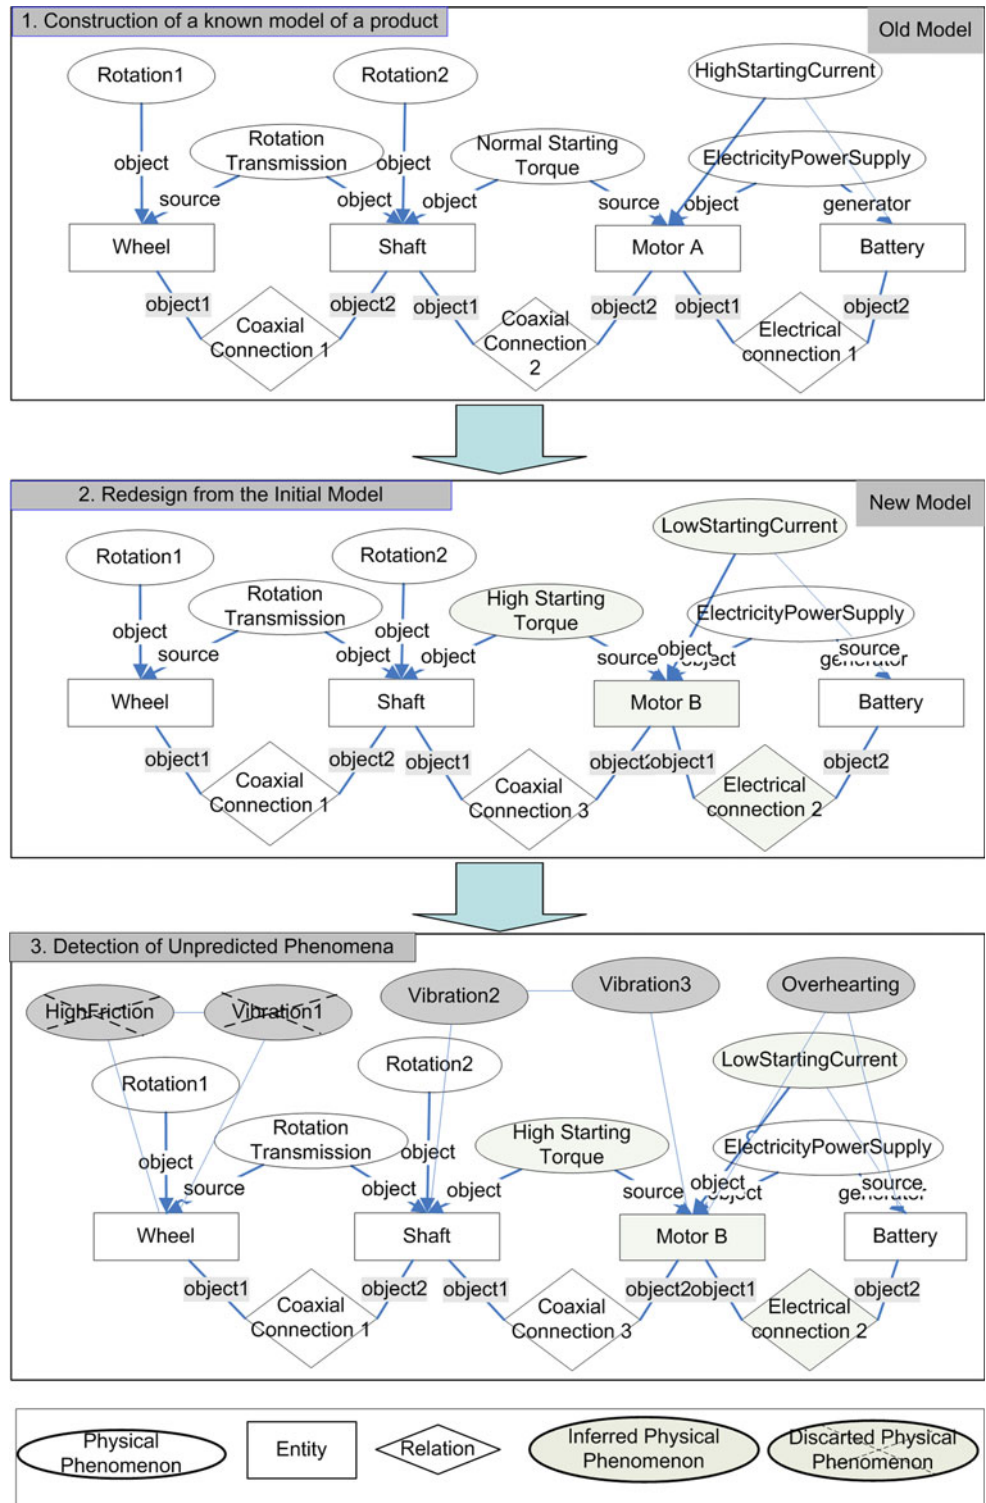 1. Construction of a known model of a product
Old Model
Rotation1
Rotation2
HighStartingCurrent
Rotation
Transmission
Normal Starting
Torque
ElectricityPowerSupply
object
object
source
object
object
source
object
generator
Wheel
Shaft
Motor A
Battery
object1
object2
object1
object2
object1
object2
Coaxial
Connection 1
Coaxial
Connection
2
Electrical
connection 1
2. Redesign from the Initial Model
New Model
LowStartingCurrent
Rotation1
Rotation2
Rotation
Transmission
High Starting
Torque
ElectricityPowerSupply
object
object
source
object
object
source
object
object
source
generator
Wheel
Shaft
Motor B
Battery
object1
object2
object1
object2
object1
object2
Coaxial
Connection 1
Coaxial
Connection 3
Electrical
connection 2
3. Detection of Unpredicted Phenomena
HighFriction
Vibration1
Vibration2
Vibration3
Overhearting
LowStartingCurrent
Rotation1
Rotation2
Rotation
Transmission
High Starting
Torque
ElectricityPowerSupply
object
object
source
object
object
source
object
object
source
generator
Wheel
Shaft
Motor B
Battery
object1
object2
object1
object2
object1
object2
Coaxial
Connection 1
Coaxial
Connection 3
Electrical
connection 2
Physical
Phenomenon
Entity
Relation
Inferred Physical
Phenomenon
Discarted Physical
Phenomenon